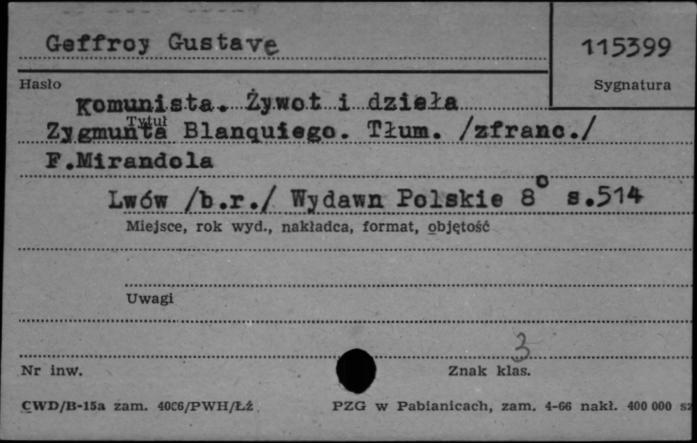 Geffroy Gustave
115399
Hasło
Sygnatura
Komunista. Żywot i dzieła
Tytuł
Zygmunta Blanquiego. Tłum. /zfranc./
F.Mirandola
Lwów /b.r./ Wydawn Polskie 8° s.514
Miejsce, rok wyd., nakładca, format, objętość
Uwagi
3
Nr inw.
Znak klas.
CWD/B-15a zam. 40C6/PWH/Łź
PZG w Pabianicach, zam. 4-66 nakł. 400 000